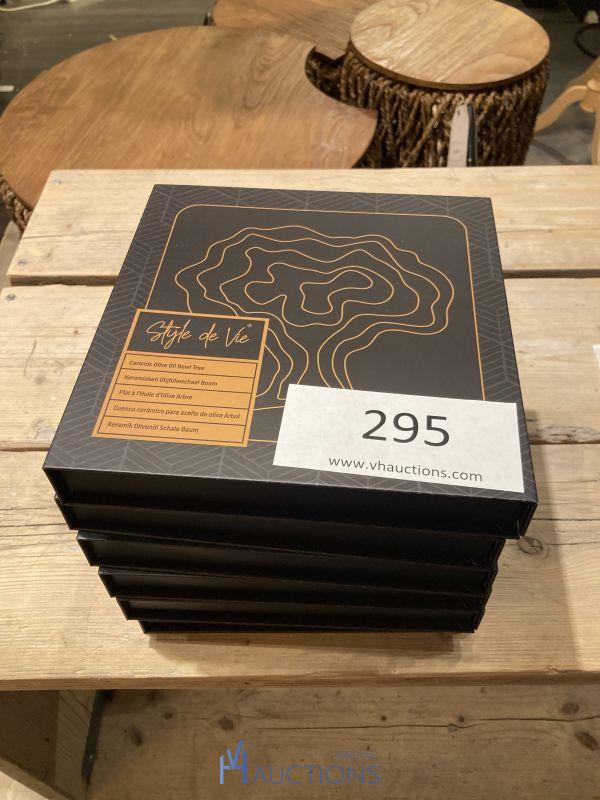 Style de Vie®
Ceramic Olive Oil Bowl Tree
Keramieken Olijfolieschaal Boom
Plat à l'Huile d'Olive Arbre
Cuenco cerámico para aceite de oliva Árbol
Keramik Olivenöl Schale Baum
295
www.vhauctions.com
AUCTIONS